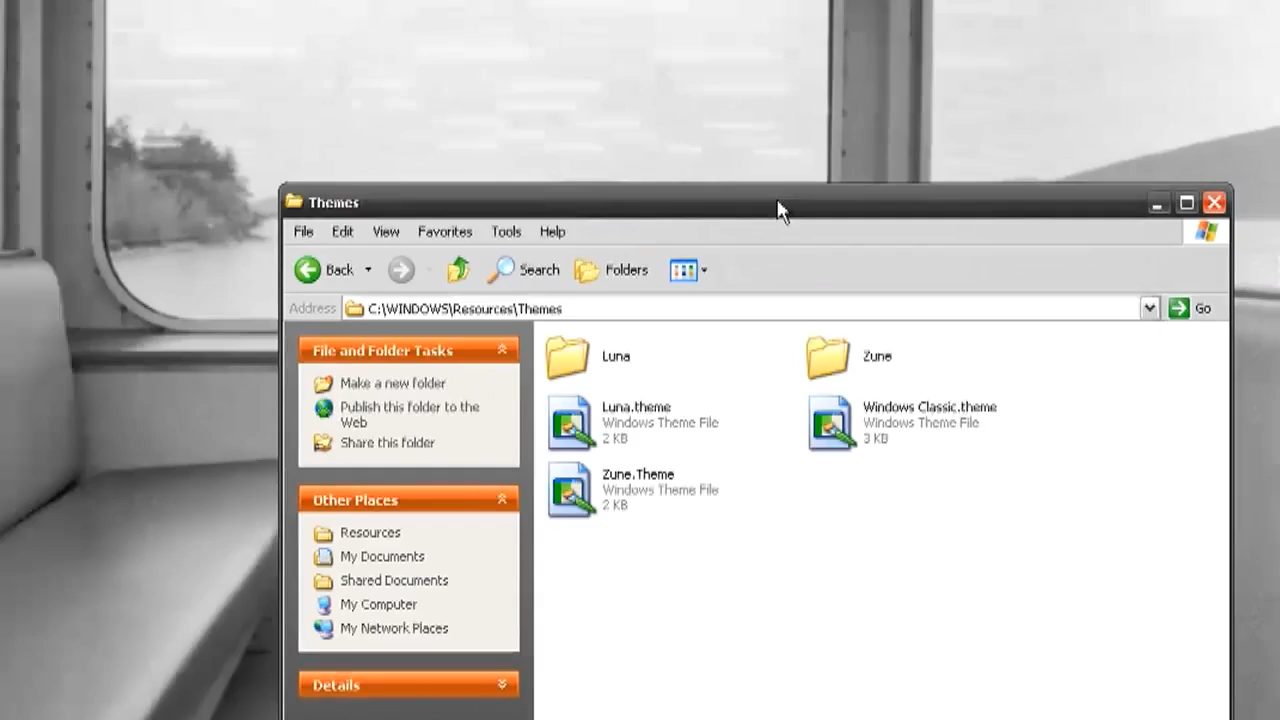 Themes
File Edit View Favorites Tools Help
Back Search Folders
Address C:\WINDOWS\Resources\Themes Go
File and Folder Tasks
Make a new folder
Publish this folder to the
Web
Share this folder
Other Places
Resources
My Documents
Shared Documents
My Computer
My Network Places
Details
Luna
Zune
Luna.theme
Windows Theme File
2 KB
Windows Classic.theme
Windows Theme File
3 KB
Zune.Theme
Windows Theme File
2 KB